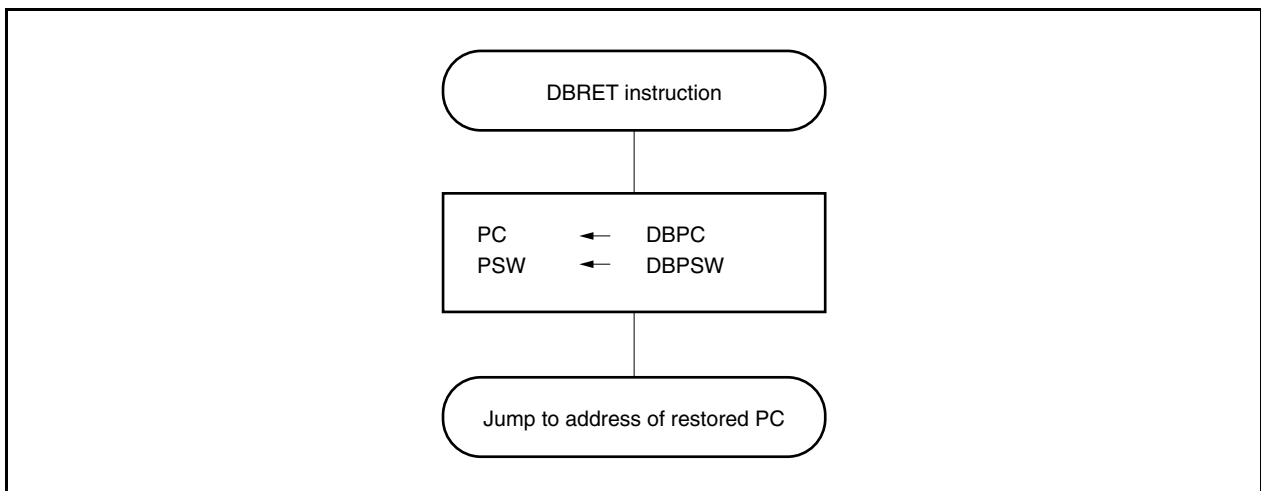 DBRET instruction
PC ← DBPC
PSW ← DBPSW
Jump to address of restored PC